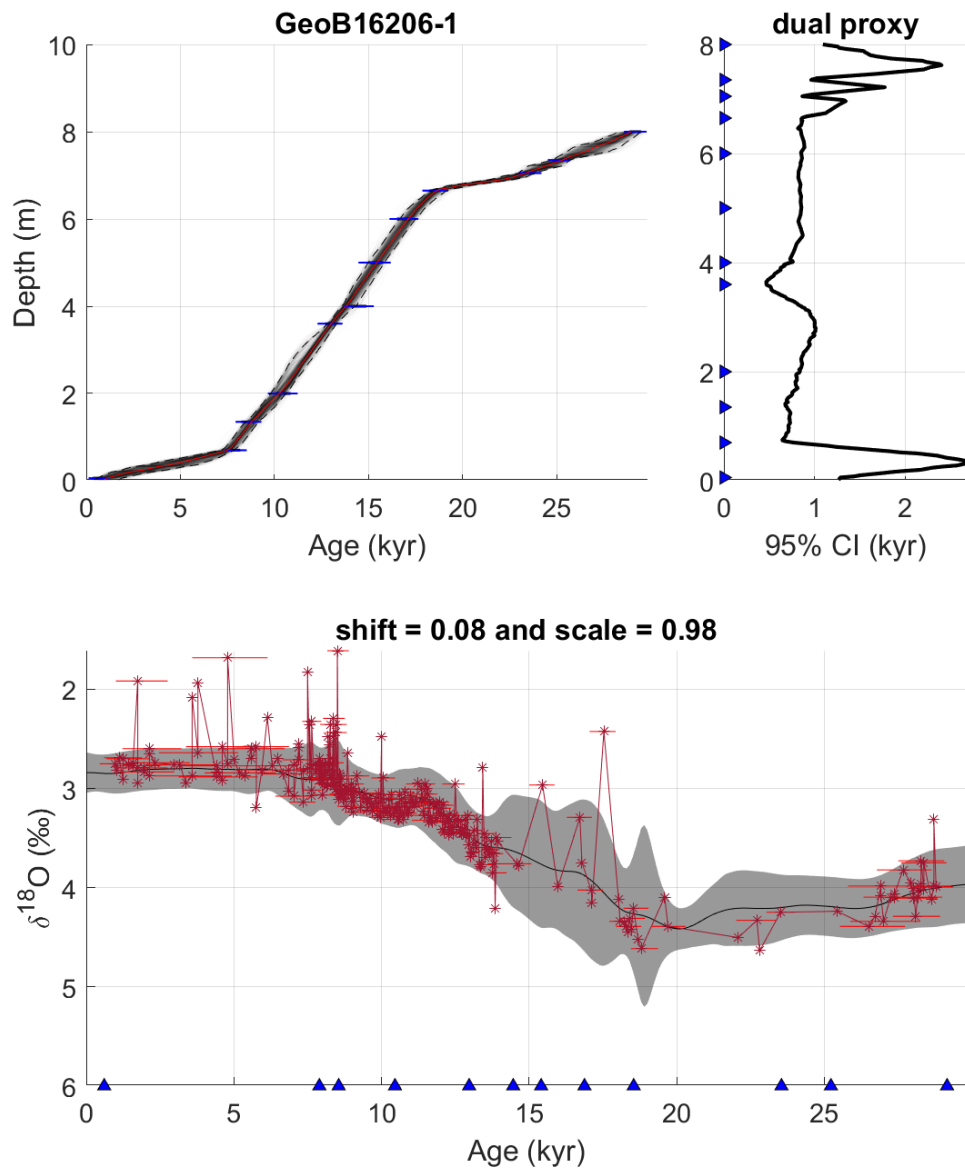 GeoB16206-1
10
8
6
4
2
0
Depth (m)
0 5 10 15 20 25
Age (kyr)
dual proxy
8
6
4
2
0
0 1 2
95% CI (kyr)
shift = 0.08 and scale = 0.98
2
3
4
5
6
δ18O (‰)
0 5 10 15 20 25
Age (kyr)